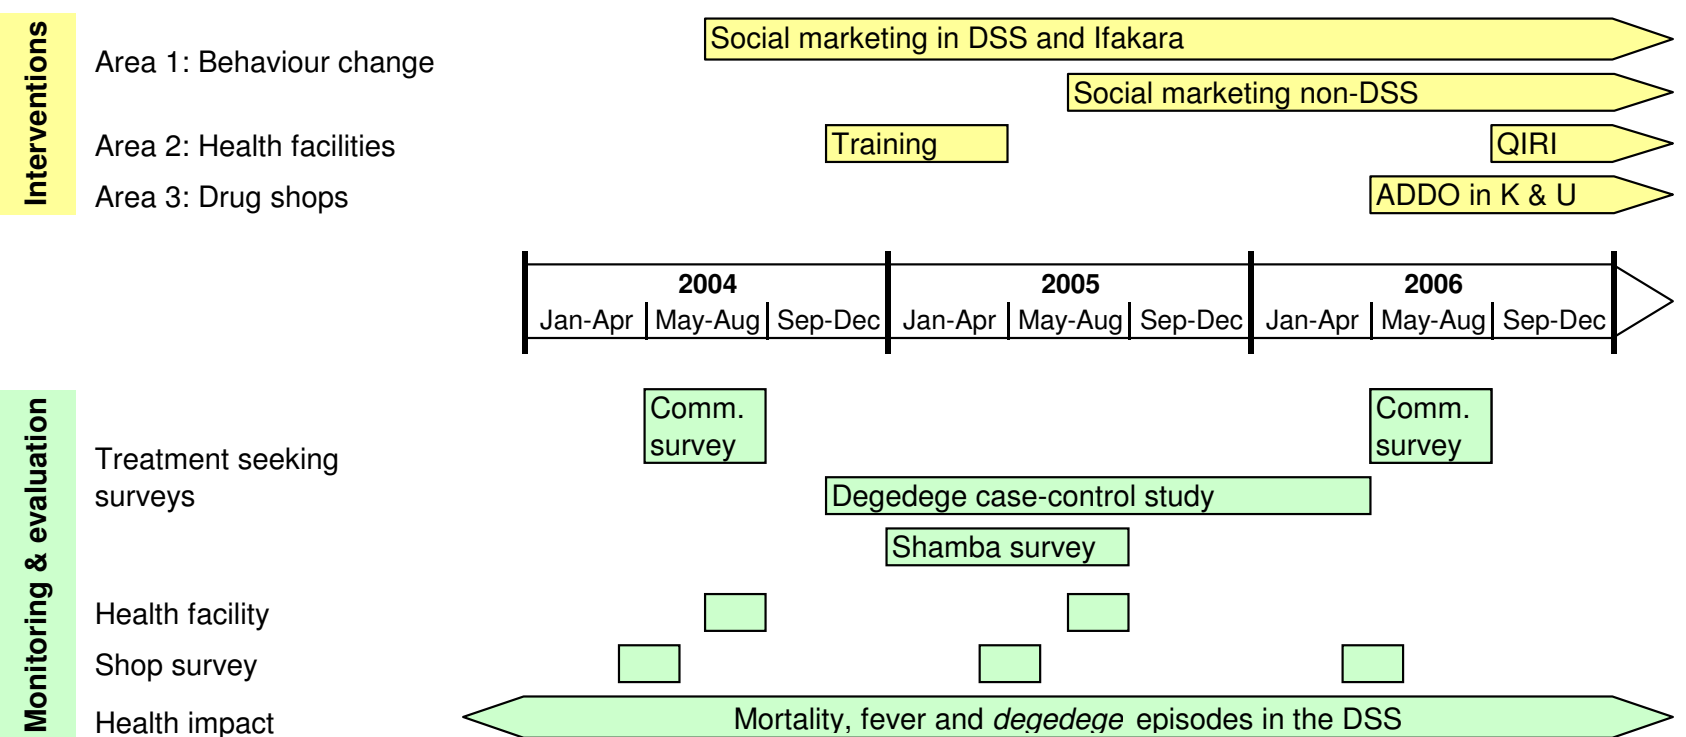 Interventions
Area 1: Behaviour change
Social marketing in DSS and Ifakara
Social marketing non-DSS
Area 2: Health facilities
Training
QIRI
Area 3: Drug shops
ADDO in K & U
2004
2005
2006
Jan-Apr May-Aug Sep-Dec Jan-Apr May-Aug Sep-Dec Jan-Apr May-Aug Sep-Dec
Monitoring & evaluation
Treatment seeking
surveys
Comm.
survey
Comm.
survey
Degedege case-control study
Shamba survey
Health facility
Shop survey
Health impact
Mortality, fever and degedege episodes in the DSS